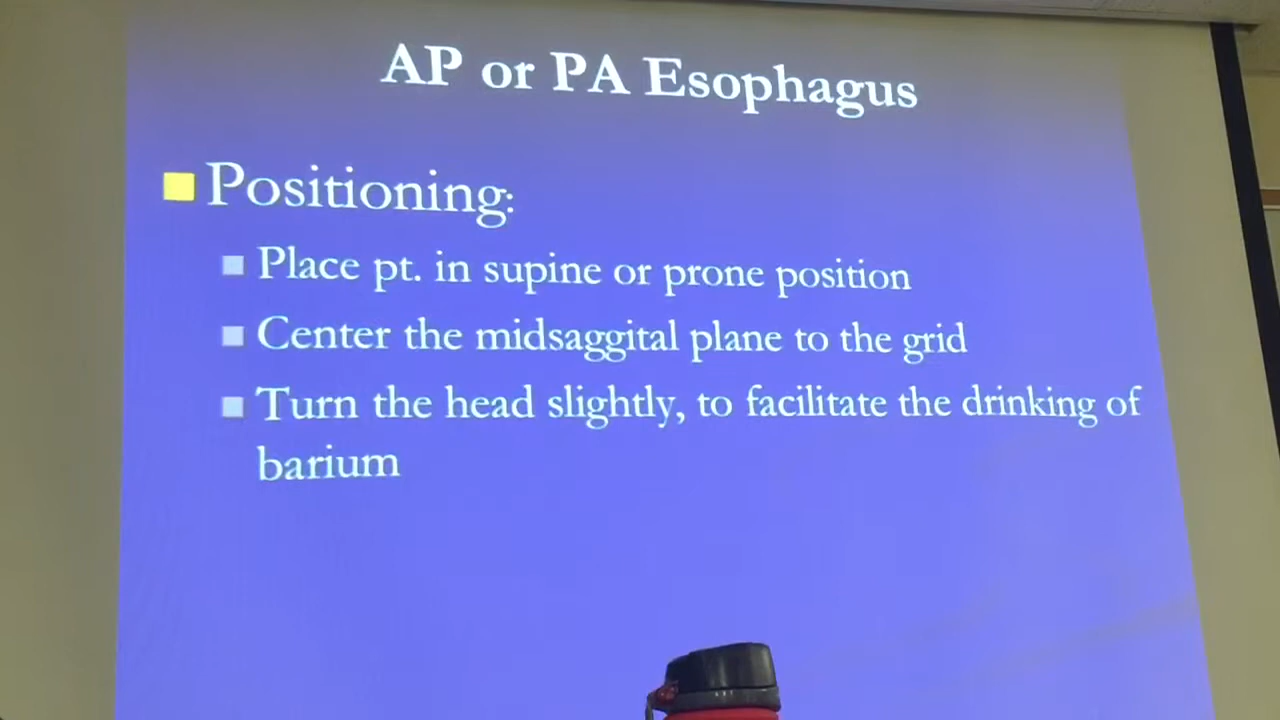 AP or PA Esophagus
Positioning:
Place pt. in supine or prone position
Center the midsaggital plane to the grid
Turn the head slightly, to facilitate the drinking of
barium